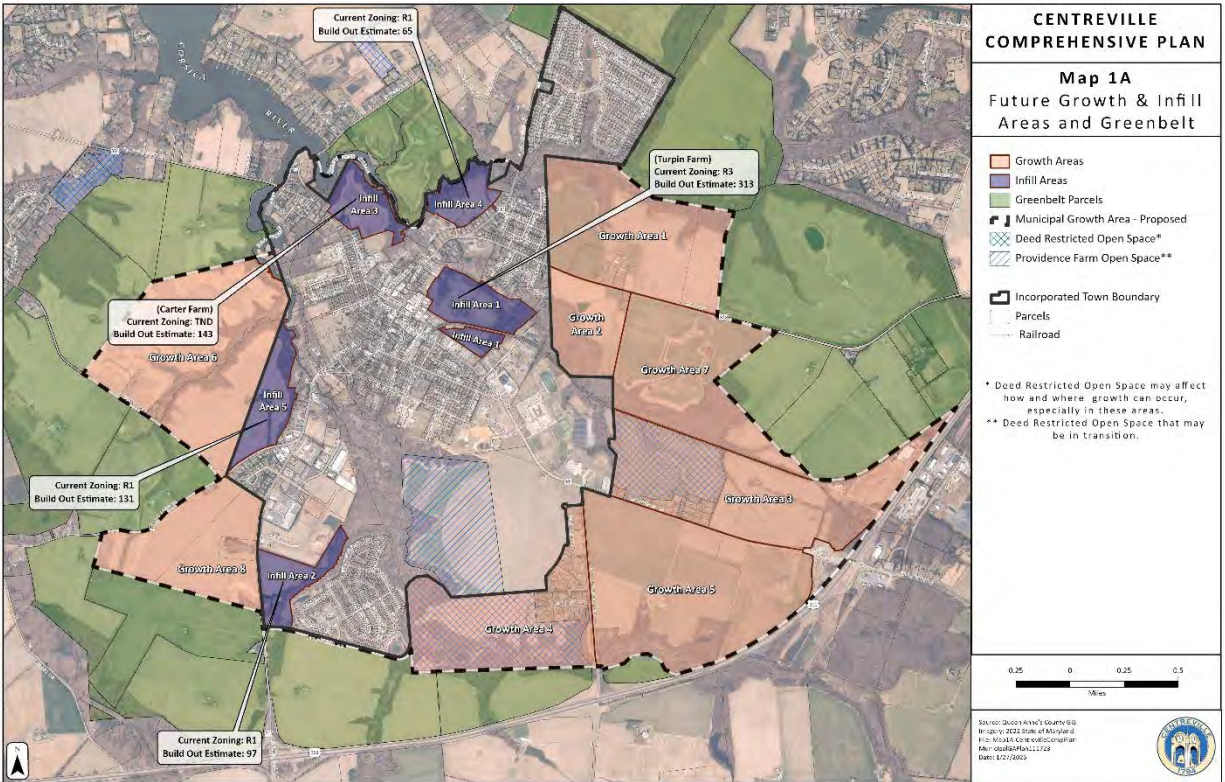 CENTREVILLE
COMPREHENSIVE PLAN
Map 1A
Future Growth & Infill
Areas and Greenbelt
Growth Areas
Infill Areas
Greenbelt Parcels
Municipal Growth Area - Proposed
Deed Restricted Open Space*
Providence Farm Open Space**
Incorporated Town Boundary
Parcels
Railroad
* Deed Restricted Open Space may affect
how and where growth can occur,
especially in these areas.
** Deed Restricted Open Space that may
be in transition.
0.25 0 0.25 0.5
Miles
Source: Queen Anne's County GIS
Imagery: 2022 State of Maryland
Date: 1/27/2025
CENTREVILLE
N
CORSICA
RIVER
Current Zoning: R1
Build Out Estimate: 65
(Turpin Farm)
Current Zoning: R3
Build Out Estimate: 313
Infill
Area 3
Infill Area 4
Growth Area 1
Infill Area 1
Infill Area 1
Growth
Area 2
(Carter Farm)
Current Zoning: TND
Build Out Estimate: 143
Growth Area 6
Growth Area 7
Infill
Area 5
Current Zoning: R1
Build Out Estimate: 131
Growth Area 3
Growth Area 8
Infill Area 2
Growth Area 5
Growth Area 4
Current Zoning: R1
Build Out Estimate: 97